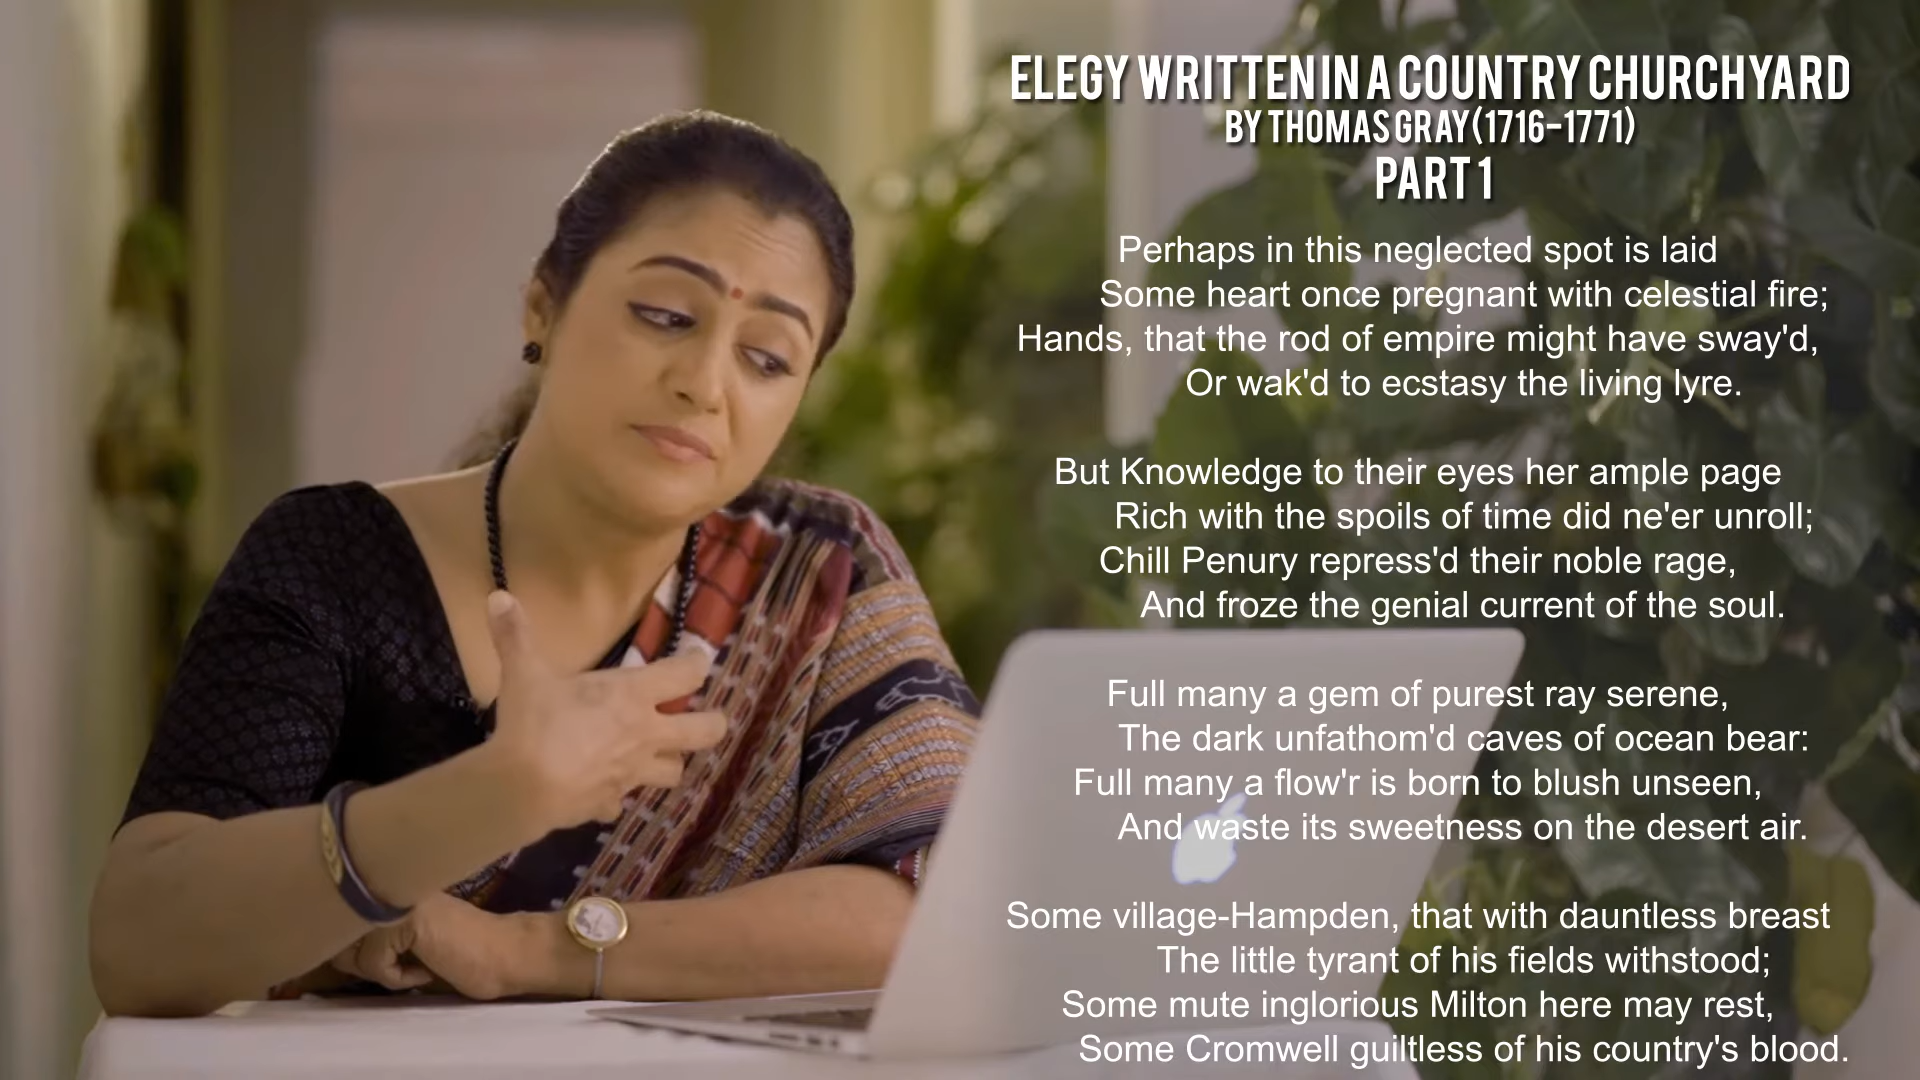 ELEGY WRITTEN IN A COUNTRY CHURCHYARD
BY THOMAS GRAY (1716-1771)
PART 1
Perhaps in this neglected spot is laid
Some heart once pregnant with celestial fire;
Hands, that the rod of empire might have sway'd,
Or wak'd to ecstasy the living lyre.
But Knowledge to their eyes her ample page
Rich with the spoils of time did ne'er unroll;
Chill Penury repress'd their noble rage,
And froze the genial current of the soul.
Full many a gem of purest ray serene,
The dark unfathom'd caves of ocean bear:
Full many a flow'r is born to blush unseen,
And waste its sweetness on the desert air.
Some village-Hampden, that with dauntless breast
The little tyrant of his fields withstood;
Some mute inglorious Milton here may rest,
Some Cromwell guiltless of his country's blood.